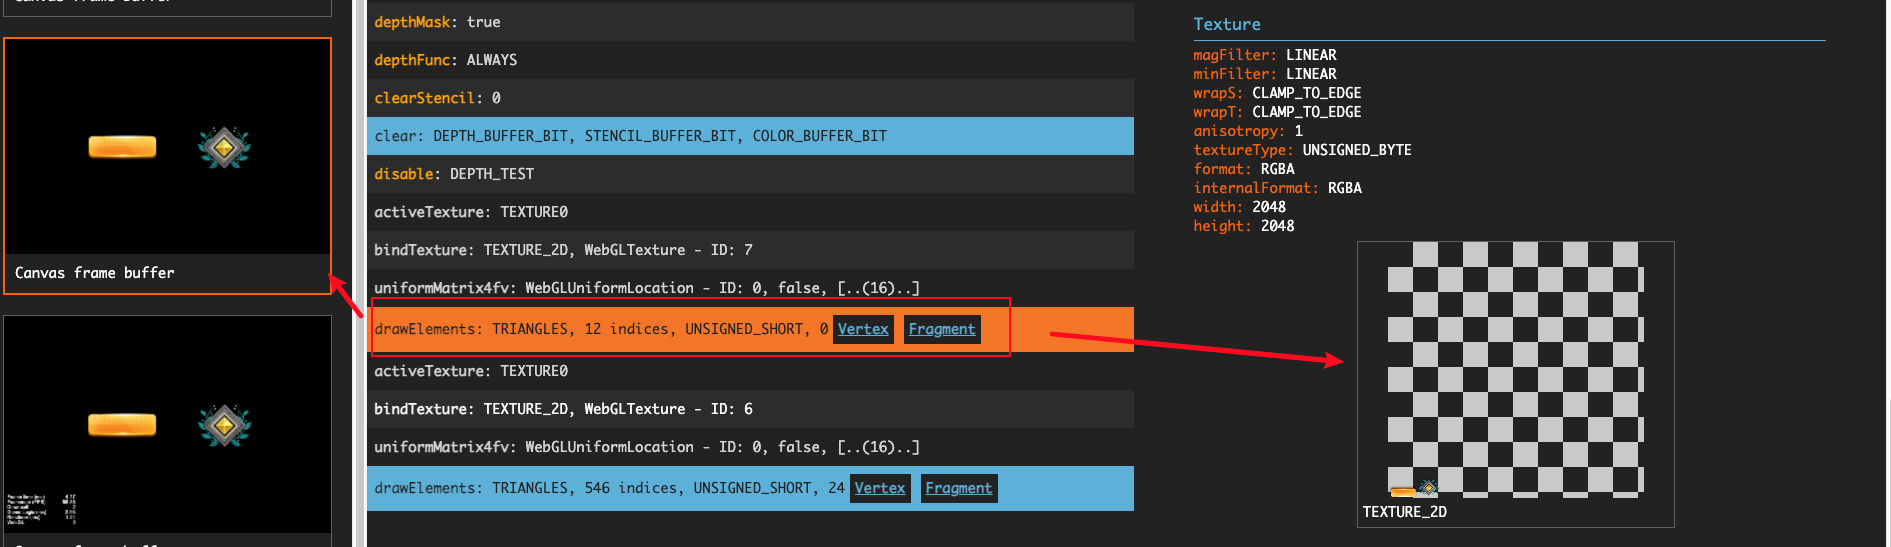 Canvas frame buffer
Canvas frame buffer
depthMask: true
depthFunc: ALWAYS
clearStencil: 0
clear: DEPTH_BUFFER_BIT, STENCIL_BUFFER_BIT, COLOR_BUFFER_BIT
disable: DEPTH_TEST
activeTexture: TEXTURE0
bindTexture: TEXTURE_2D, WebGLTexture - ID: 7
uniformMatrix4fv: WebGLUniformLocation - ID: 0, false, [..(16)..]
drawElements: TRIANGLES, 12 indices, UNSIGNED_SHORT, 0 Vertex Fragment
activeTexture: TEXTURE0
bindTexture: TEXTURE_2D, WebGLTexture - ID: 6
uniformMatrix4fv: WebGLUniformLocation - ID: 0, false, [..(16)..]
drawElements: TRIANGLES, 546 indices, UNSIGNED_SHORT, 24 Vertex Fragment
Texture
magFilter: LINEAR
minFilter: LINEAR
wrapS: CLAMP_TO_EDGE
wrapT: CLAMP_TO_EDGE
anisotropy: 1
textureType: UNSIGNED_BYTE
format: RGBA
internalFormat: RGBA
width: 2048
height: 2048
TEXTURE_2D